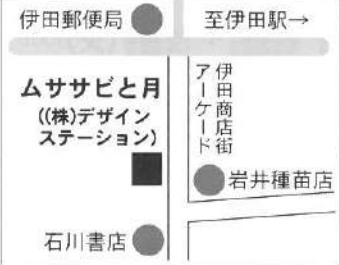 伊田郵便局
至伊田駅→
ムササビと月
((株)デザイン
ステーション)
伊田商店街
アーケード
岩井種苗店
石川書店